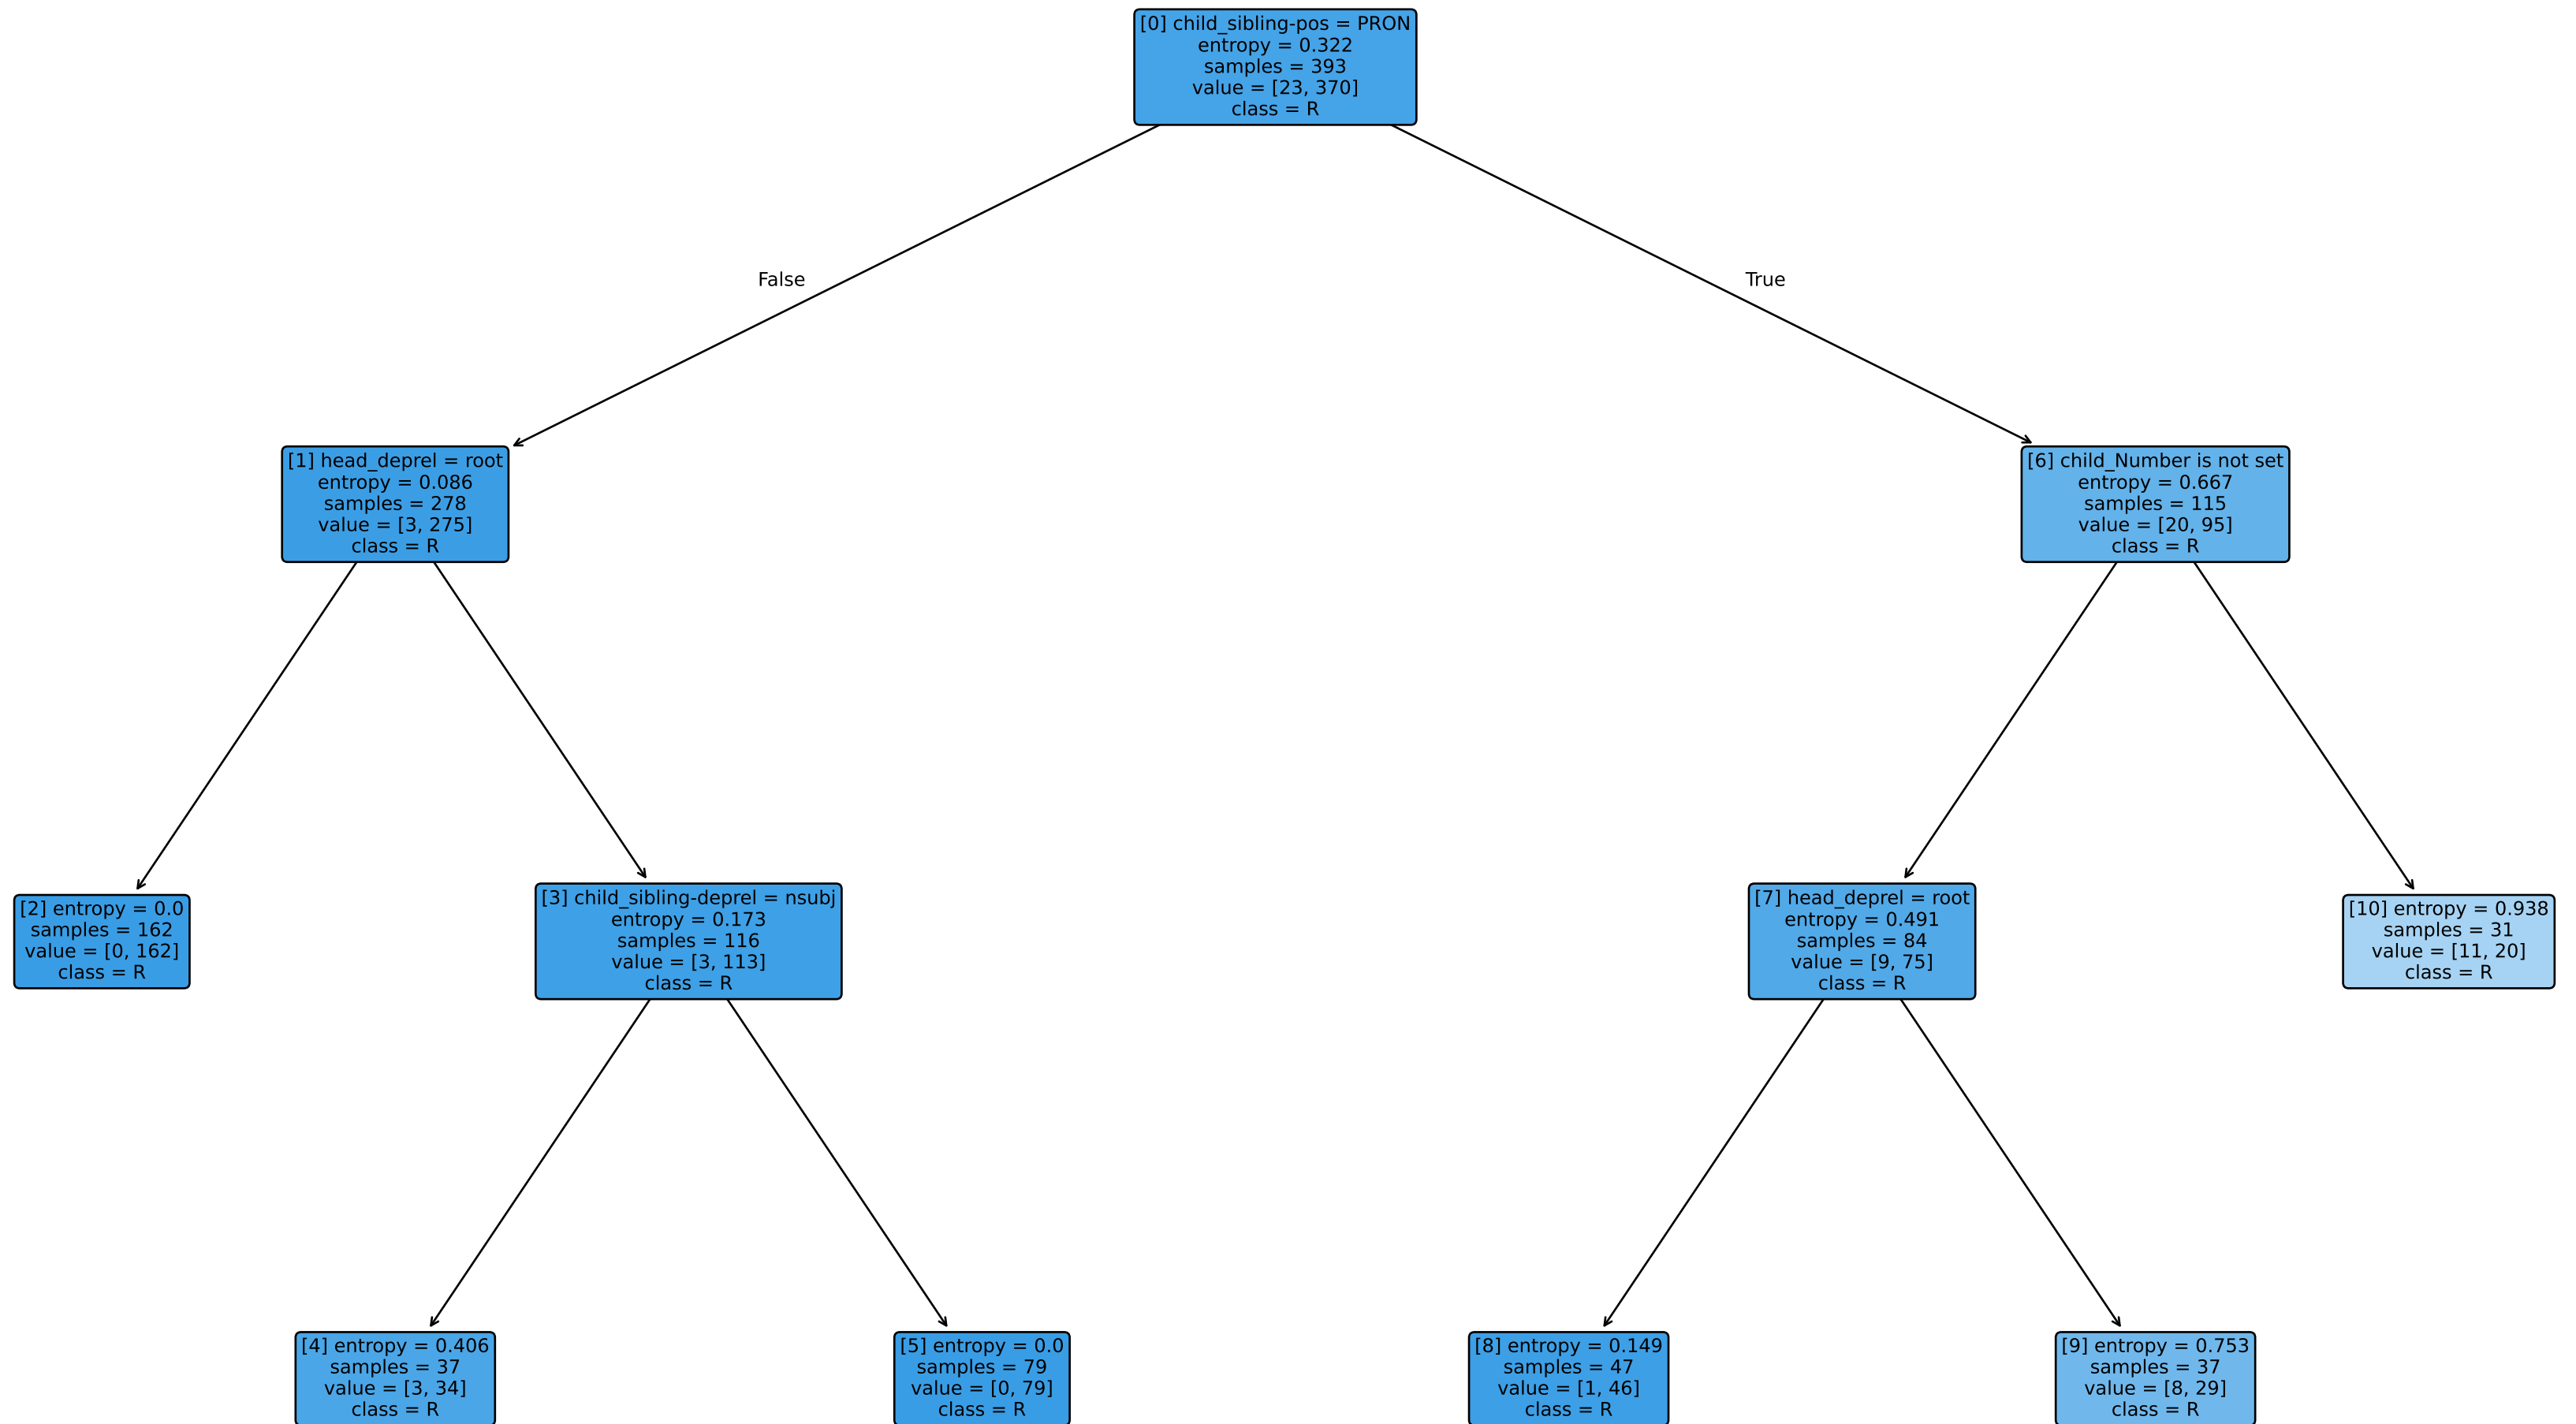 [0] child_sibling-pos = PRON
entropy = 0.322
samples = 393
value = [23, 370]
class = R
False
True
[1] head_deprel = root
entropy = 0.086
samples = 278
value = [3, 275]
class = R
[6] child_Number is not set
entropy = 0.667
samples = 115
value = [20, 95]
class = R
[2] entropy = 0.0
samples = 162
value = [0, 162]
class = R
[3] child_sibling-deprel = nsubj
entropy = 0.173
samples = 116
value = [3, 113]
class = R
[7] head_deprel = root
entropy = 0.491
samples = 84
value = [9, 75]
class = R
[10] entropy = 0.938
samples = 31
value = [11, 20]
class = R
[4] entropy = 0.406
samples = 37
value = [3, 34]
class = R
[5] entropy = 0.0
samples = 79
value = [0, 79]
class = R
[8] entropy = 0.149
samples = 47
value = [1, 46]
class = R
[9] entropy = 0.753
samples = 37
value = [8, 29]
class = R